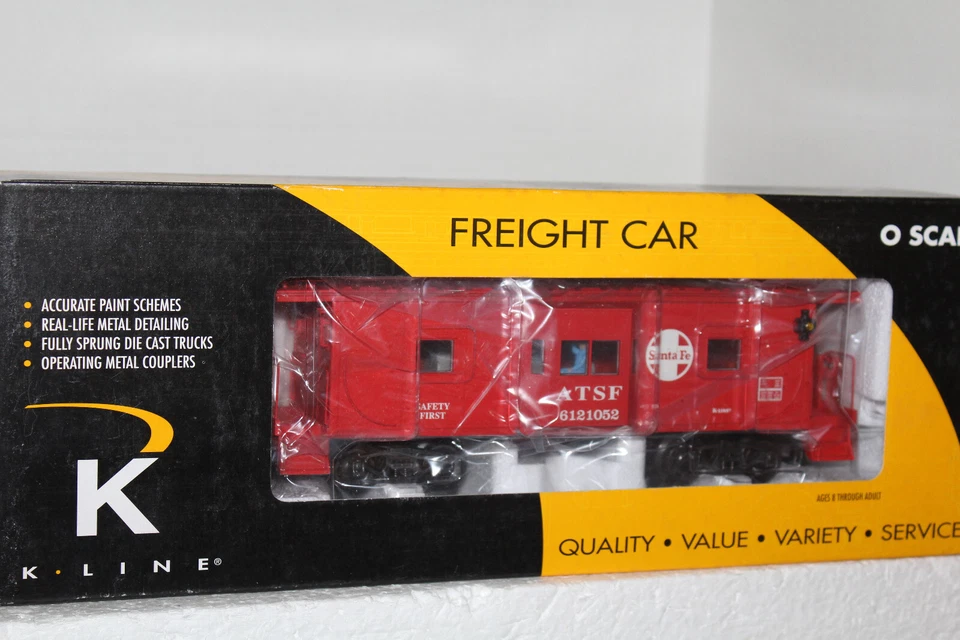 FREIGHT CAR
O SCAL
• ACCURATE PAINT SCHEMES
• REAL-LIFE METAL DETAILING
• FULLY SPRUNG DIE CAST TRUCKS
• OPERATING METAL COUPLERS
Santa Fe
ATSF
6121052
SAFETY
FIRST
K
K·LINE®
AGES 8 THROUGH ADULT
QUALITY • VALUE • VARIETY • SERVICE